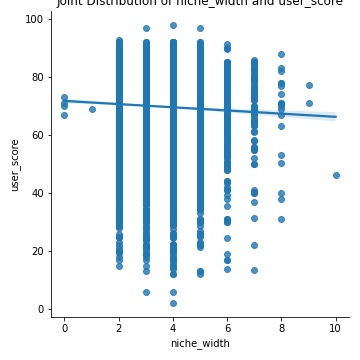 Joint Distribution of niche_width and user_score
100
80
60
40
20
0
user_score
0 2 4 6 8 10
niche_width